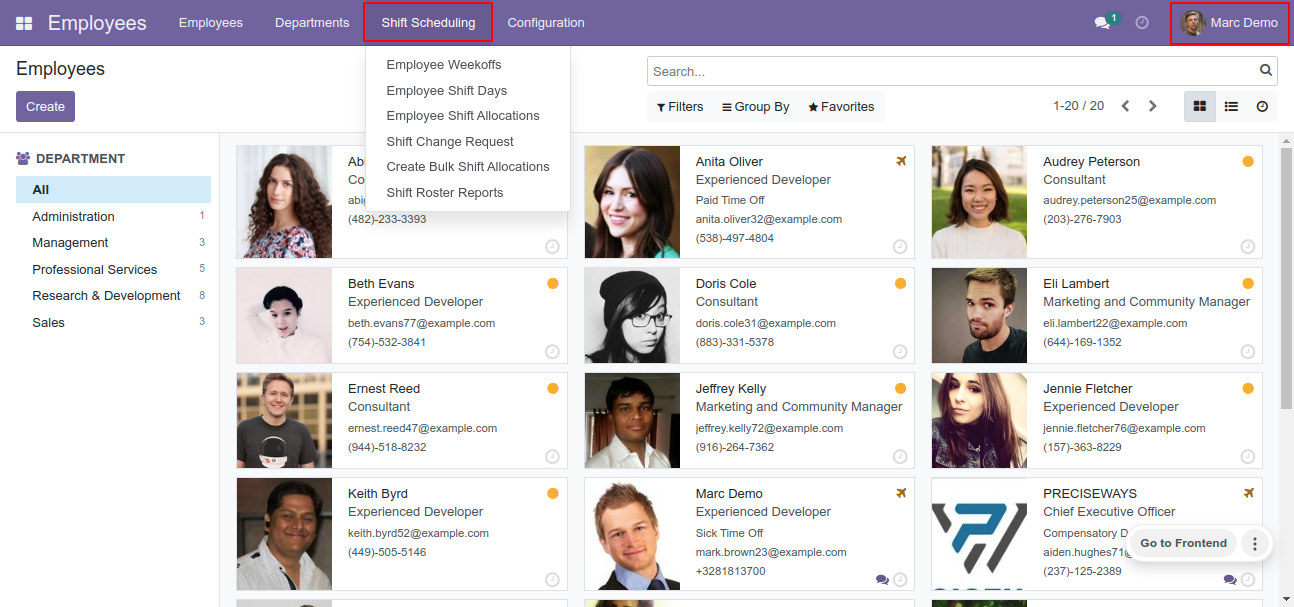 Employees
Employees
Departments
Shift Scheduling
Configuration
1
Marc Demo
Employees
Create
Employee Weekoffs
Employee Shift Days
Employee Shift Allocations
Shift Change Request
Create Bulk Shift Allocations
Shift Roster Reports
Search...
Filters
Group By
Favorites
1-20 / 20
DEPARTMENT
All
Administration 1
Management 3
Professional Services 5
Research & Development 8
Sales 3
(482)-233-3393
Anita Oliver
Experienced Developer
Paid Time Off
anita.oliver32@example.com
(538)-497-4804
Audrey Peterson
Consultant
audrey.peterson25@example.com
(203)-276-7903
Beth Evans
Experienced Developer
beth.evans77@example.com
(754)-532-3841
Doris Cole
Consultant
doris.cole31@example.com
(883)-331-5378
Eli Lambert
Marketing and Community Manager
eli.lambert22@example.com
(644)-169-1352
Ernest Reed
Consultant
ernest.reed47@example.com
(944)-518-8232
Jeffrey Kelly
Marketing and Community Manager
jeffrey.kelly72@example.com
(916)-264-7362
Jennie Fletcher
Experienced Developer
jennie.fletcher76@example.com
(157)-363-8229
Keith Byrd
Experienced Developer
keith.byrd52@example.com
(449)-505-5146
Marc Demo
Experienced Developer
Sick Time Off
mark.brown23@example.com
+3281813700
PRECISEWAYS
Chief Executive Officer
Compensatory D
aiden.hughes71@
(237)-125-2389
Go to Frontend